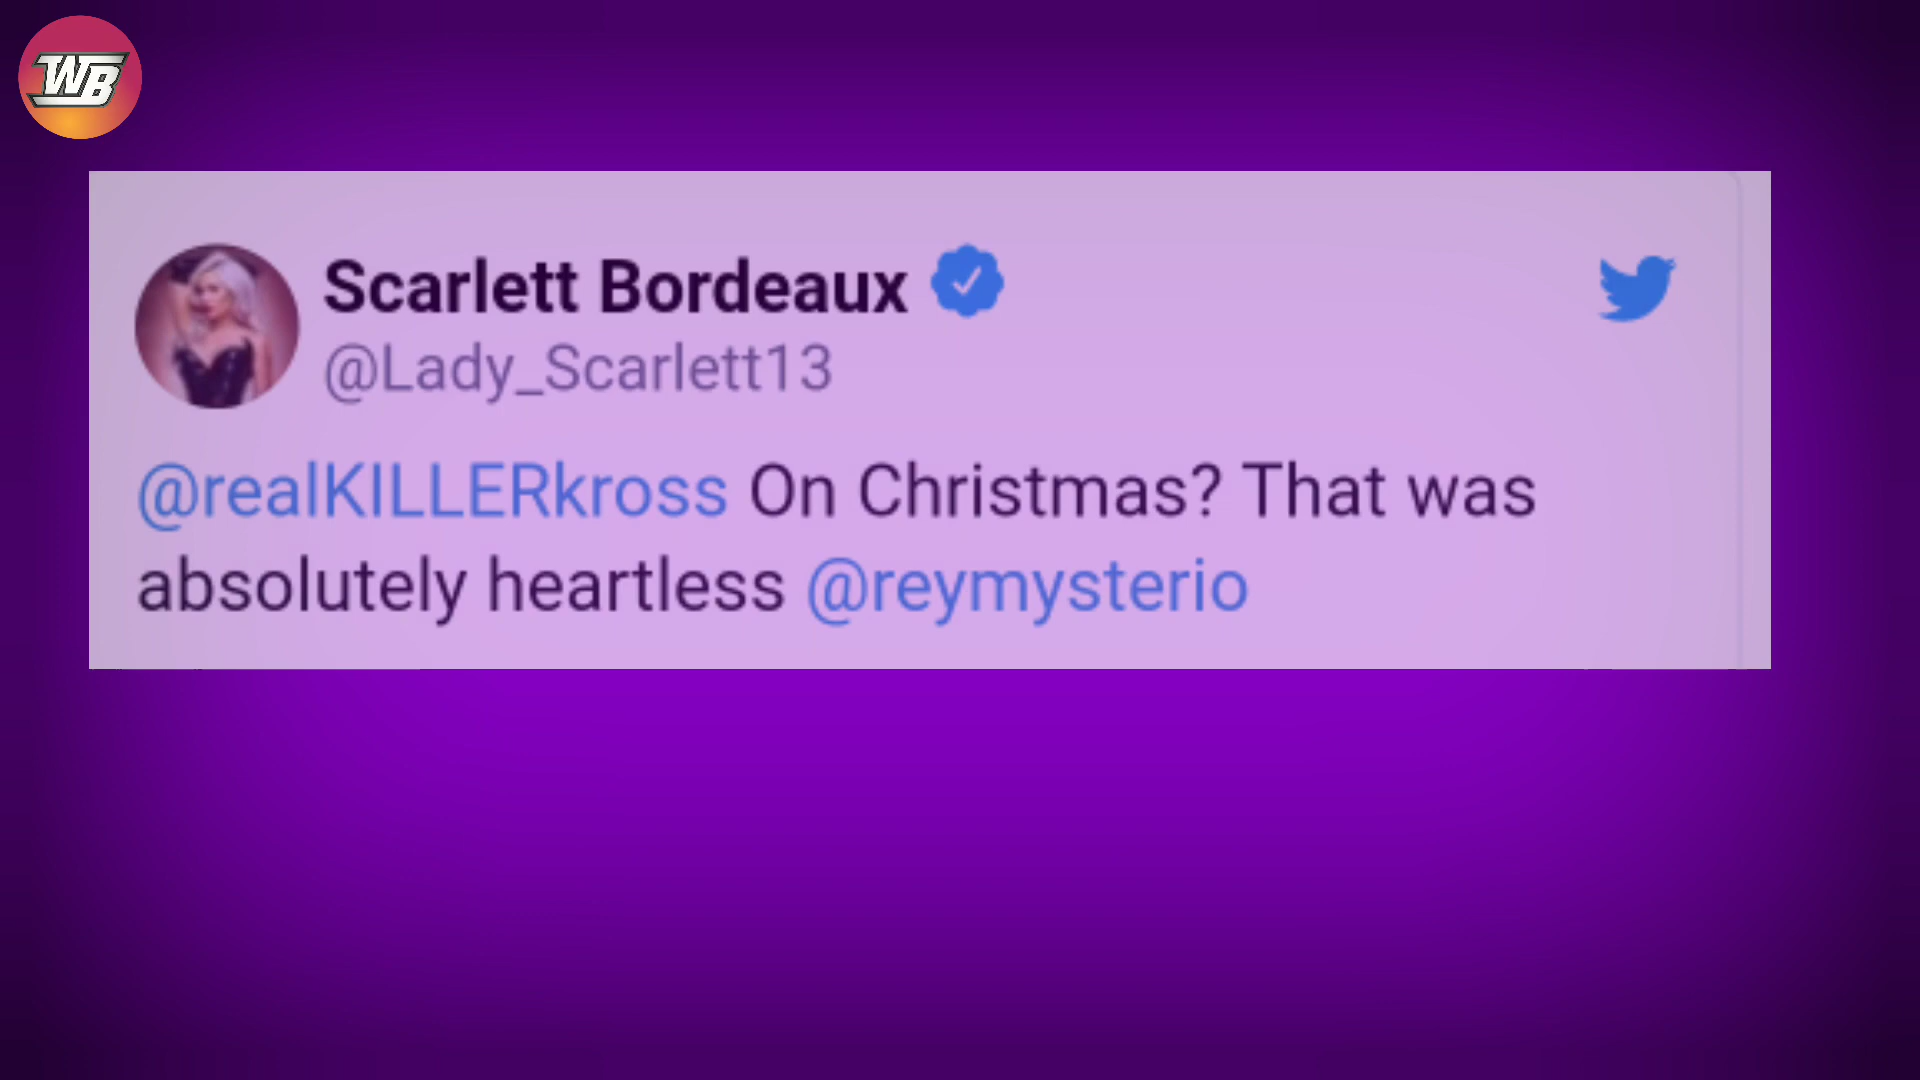 WB
Scarlett Bordeaux
@Lady_Scarlett13
@realKILLERkross On Christmas? That was
absolutely heartless @reymysterio